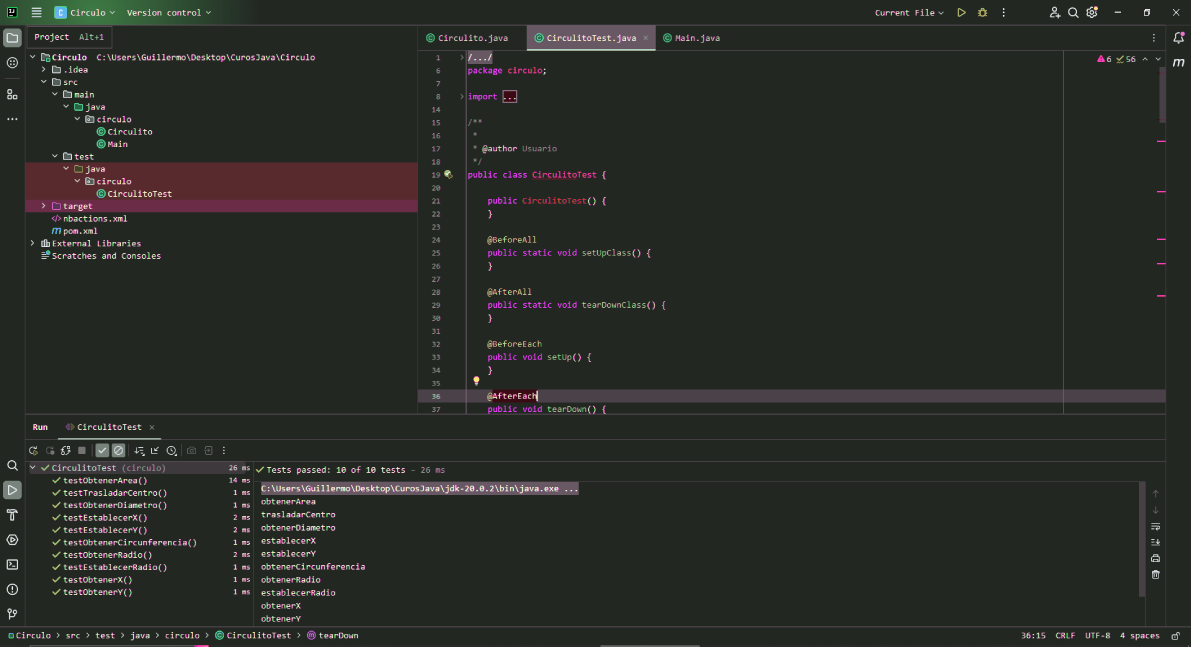 Circulo
Version control
Current File
Project Alt+1
Circulo C:\Users\Guillermo\Desktop\CurosJava\Circulo
.idea
src
main
java
circulo
Circulito
Main
test
java
circulo
CirculitoTest
target
nbactions.xml
pom.xml
External Libraries
Scratches and Consoles
Circulito.java
CirculitoTest.java
Main.java
6 56
1 /.../
6 package circulo;
7
8 import ...
14
15 /**
16 *
17 * @author Usuario
18 */
19 public class CirculitoTest {
20
21 public CirculitoTest() {
22 }
23
24 @BeforeAll
25 public static void setUpClass() {
26 }
27
28 @AfterAll
29 public static void tearDownClass() {
30 }
31
32 @BeforeEach
33 public void setUp() {
34 }
35
36 @AfterEach
37 public void tearDown() {
Run CirculitoTest
CirculitoTest (circulo) 26 ms
testObtenerArea() 14 ms
testTrasladarCentro() 1 ms
testObtenerDiametro() 1 ms
testEstablecerX() 2 ms
testEstablecerY() 2 ms
testObtenerCircunferencia() 1 ms
testObtenerRadio() 2 ms
testEstablecerRadio() 1 ms
testObtenerX() 1 ms
testObtenerY() 1 ms
Tests passed: 10 of 10 tests – 26 ms
C:\Users\Guillermo\Desktop\CurosJava\jdk-20.0.2\bin\java.exe ...
obtenerArea
trasladarCentro
obtenerDiametro
establecerX
establecerY
obtenerCircunferencia
obtenerRadio
establecerRadio
obtenerX
obtenerY
Circulo > src > test > java > circulo > CirculitoTest > tearDown
36:15 CRLF UTF-8 4 spaces